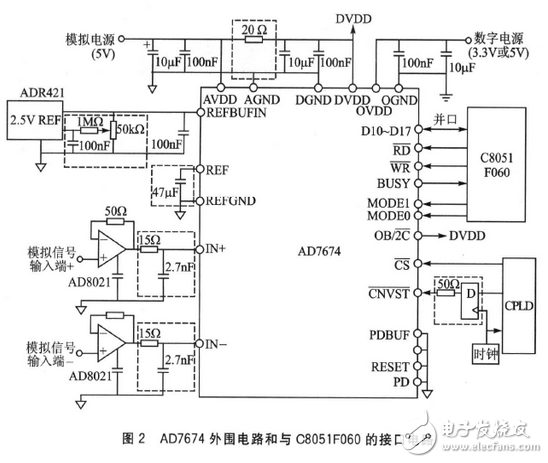 模拟电源
(5V)
20Ω
DVDD
数字电源
(3.3V或5V)
10μF
100nF
10μF
100nF
100nF
10μF
AVDD
AGND
DGND
DVDD
OVDD
OGND
ADR421
2.5V REF
1MΩ
50kΩ
100nF
100nF
REFBUFIN
REF
47μF
REFGND
D10~D17
并口
RD
WR
BUSY
MODE1
MODE0
C8051
F060
50Ω
模拟信号
输入端+
AD8021
15Ω
2.7nF
IN+
AD7674
OB/2C
DVDD
CS
CNVST
50Ω
D
CPLD
时钟
50Ω
模拟信号
输入端−
AD8021
15Ω
2.7nF
IN−
PDBUF
RESET
PD
图 2 AD7674 外围电路和与 C8051F060 的接口